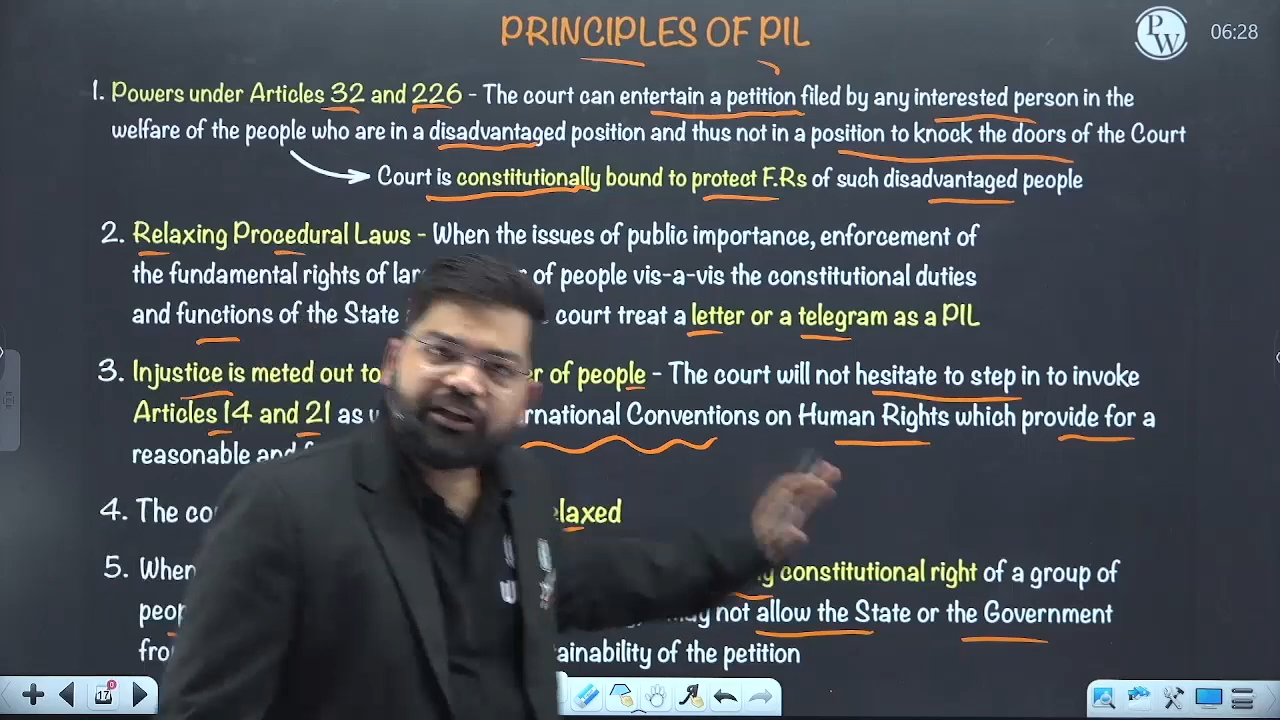 PRINCIPLES OF PIL
PW
06:28
1. Powers under Articles 32 and 226 - The court can entertain a petition filed by any interested person in the
welfare of the people who are in a disadvantaged position and thus not in a position to knock the doors of the Court
Court is constitutionally bound to protect F.Rs of such disadvantaged people
2. Relaxing Procedural Laws - When the issues of public importance, enforcement of
the fundamental rights of of people vis-a-vis the constitutional duties
and functions of the State court treat a letter or a telegram as a PIL
3. Injustice is meted out to of people - The court will not hesitate to step in to invoke
Articles 14 and 21 as Conventions on Human Rights which provide for a
reasonable and
4. The
5. When constitutional right of a group of
not allow the State or the Government
of the petition
17